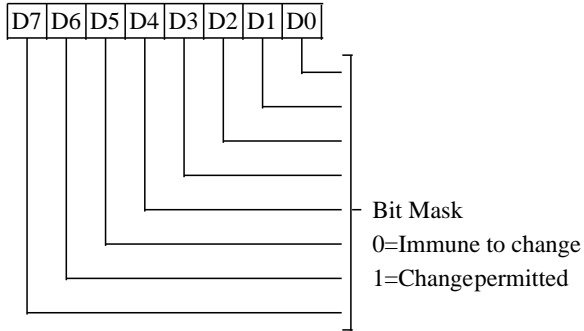 D7 D6 D5 D4 D3 D2 D1 D0
Bit Mask
0=Immune to change
1=Changepermitted